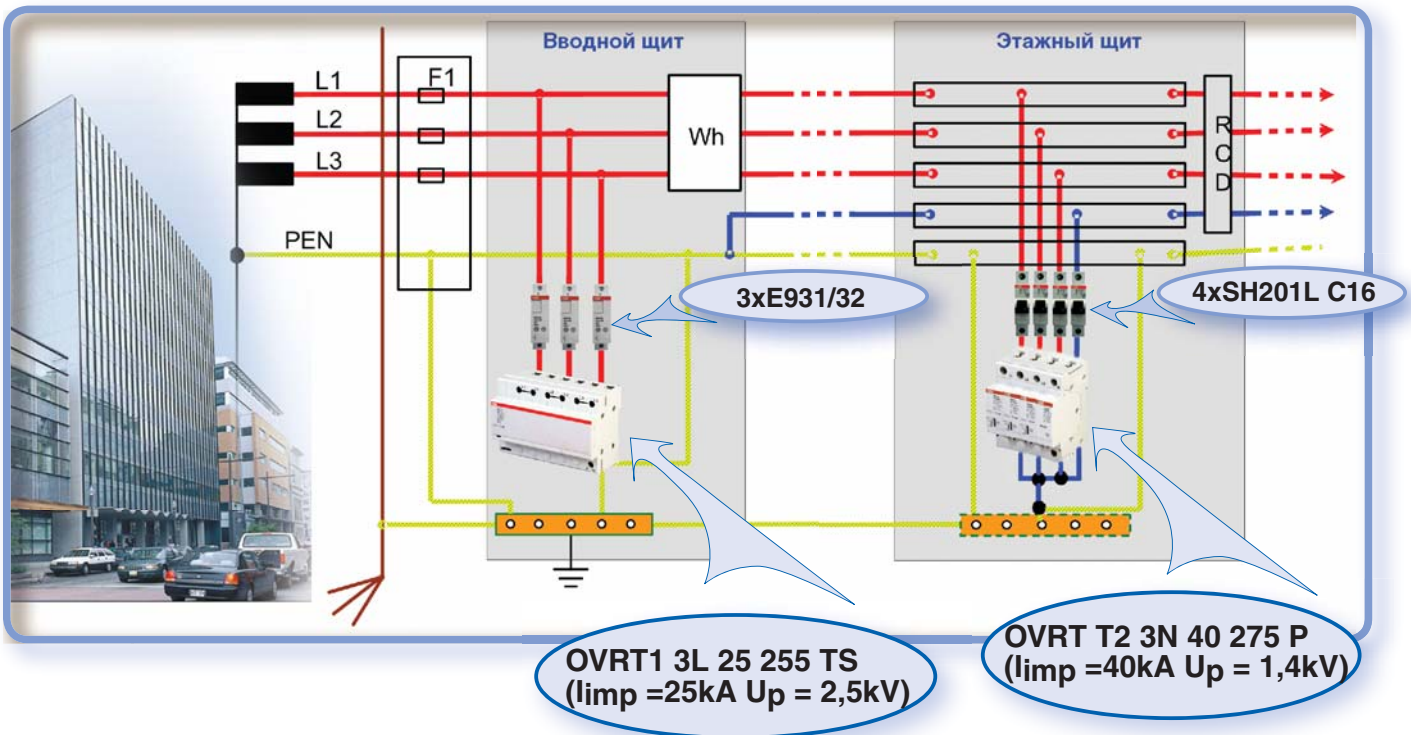 Вводной щит
Этажный щит
L1
F1
L2
L3
Wh
R
C
D
PEN
3xE931/32
4xSH201L C16
OVRT1 3L 25 255 TS
(Iimp =25kA Up = 2,5kV)
OVRT T2 3N 40 275 P
(Iimp =40kA Up = 1,4kV)